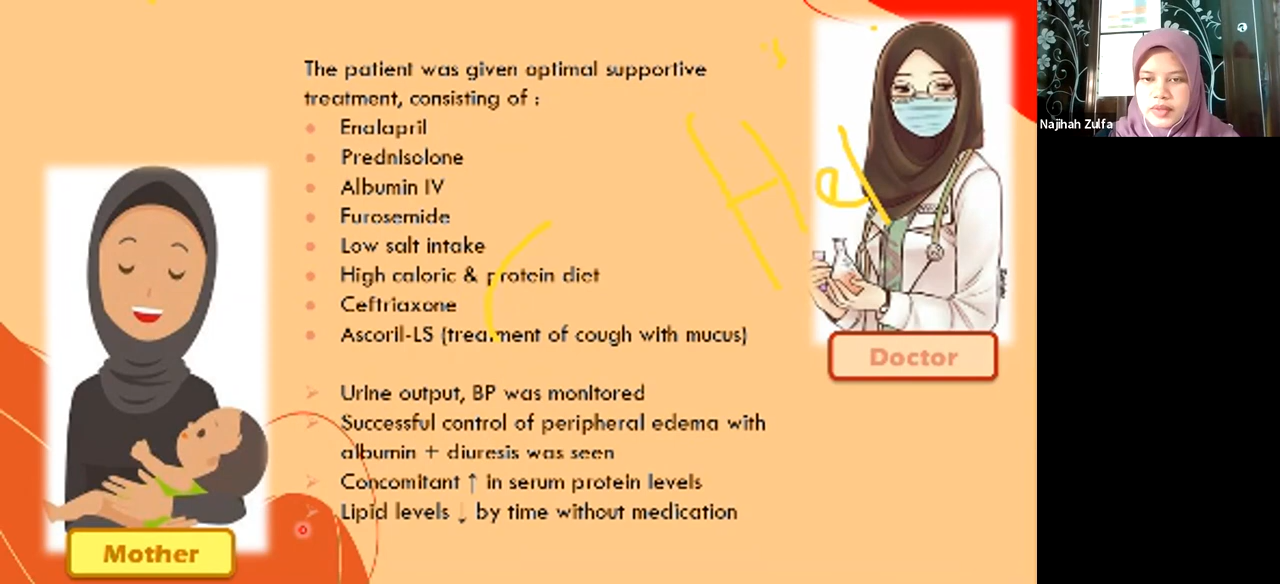 The patient was given optimal supportive
treatment, consisting of :
Enalapril
Prednisolone
Albumin IV
Furosemide
Low salt intake
High caloric & protein diet
Ceftriaxone
Ascoril-LS (treatment of cough with mucus)
Urine output, BP was monitored
Successful control of peripheral edema with
albumin + diuresis was seen
Concomitant ↑ in serum protein levels
Lipid levels ↓ by time without medication
Mother
Doctor
Hel
Najihah Zulfa